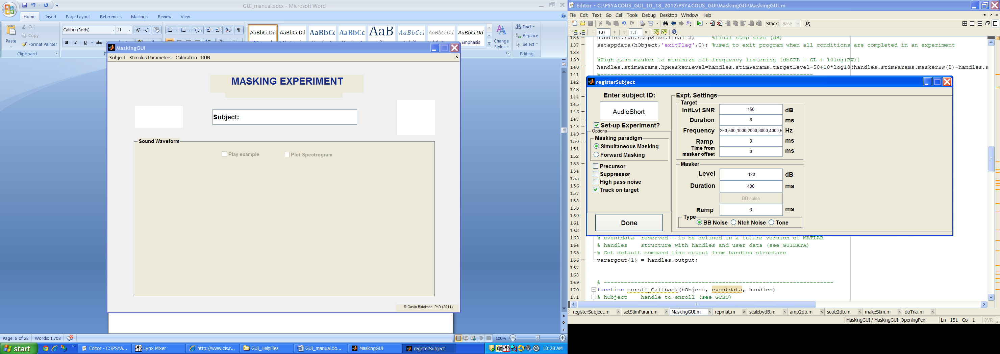 GUI_manual.docx - Microsoft Word
Home Insert Page Layout References Mailings Review View
Paste
Cut
Copy
Format Painter
Clipboard
Calibri (Body) 11
B I U abc
AaBbCcDd AaBbCcDd AaBbCc AaBbCc AaB AaBbCcI AaBbCcDd AaBbCcDd
Emphasis
Change
Styles
Find
Replace
Select
Editing
MaskingGUI
Subject Stimulus Parameters Calibration RUN
MASKING EXPERIMENT
Subject:
Sound Waveform
Play example Plot Spectrogram
© Gavin Bidelman, PhD (2011)
Page: 6 of 22 Words: 1,703
100%
start
Editor - C:\PSYA...
Lynx Mixer
http://www.cis.r...
GUI_HelpFiles
GUI_manual.do...
MaskingGUI
registerSubject
10:28 AM
Editor - C:\PSYACOUS_GUI_10_18_2012\PSYACOUS_GUI\MaskingGUI\MaskingGUI.m
File Edit Text Go Cell Tools Debug Desktop Window Help
Stack: Base fx
- 1.0 + ÷ 1.1 ×
136 handles.run.stepSize.final=2; %final step size (dB)
137 setappdata(hObject,'exitFlag',0); %used to exit program when all conditions are completed in an experiment
138
139 %High pass masker to minimize off-frequency listening [dbSPL = SL + 10log(BW)]
140 handles.stimParams.hpMaskerLevel=handles.stimParams.targetLevel-50+10*log10(handles.stimParams.maskerBW(2)-handles.s
141 %-------------------------------------------------------------------
142
143
144
145
146
147
148
149
150
151
152
153
154
155
156
157
158
159
160
161
162
registerSubject
Enter subject ID:
AudioShort
Set-up Experiment?
Options
Masking paradigm
Simultaneous Masking
Forward Masking
Precursor
Suppressor
High pass noise
Track on target
Done
Expt. Settings
Target
InitLvl SNR 150 dB
Duration 6 ms
Frequency 250,500,1000,2000,3000,4000,6 Hz
Ramp 3 ms
Time from
masker offset 0 ms
Masker
Level -120 dB
Duration 400 ms
BB noise
Ramp 3 ms
Type
BB Noise Ntch Noise Tone
163 % eventdata reserved - to be defined in a future version of MATLAB
164 % handles structure with handles and user data (see GUIDATA)
165 % Get default command line output from handles structure
166 varargout{1} = handles.output;
167
168
169 % ------------------------------------------------------------------------
170 function enroll_Callback(hObject, eventdata, handles)
171 % hObject handle to enroll (see GCBO)
registerSubject.m × setStimParam.m × MaskingGUI.m × repmat.m × scalebydB.m × amp2db.m × scale2db.m × makeStim.m × doTrial.m ×
MaskingGUI / MaskingGUI_OpeningFcn Ln 151 Col 1 OVR